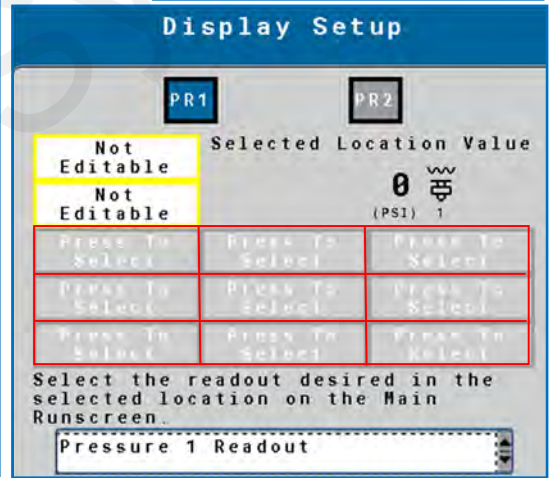 Display Setup
PR1 PR2
Not
Editable
Selected Location Value
Not
Editable
0
(PSI) 1
Press To
Select
Press To
Select
Press To
Select
Press To
Select
Press To
Select
Press To
Select
Press To
Select
Press To
Select
Press To
Select
Select the readout desired in the
selected location on the Main
Runscreen.
Pressure 1 Readout